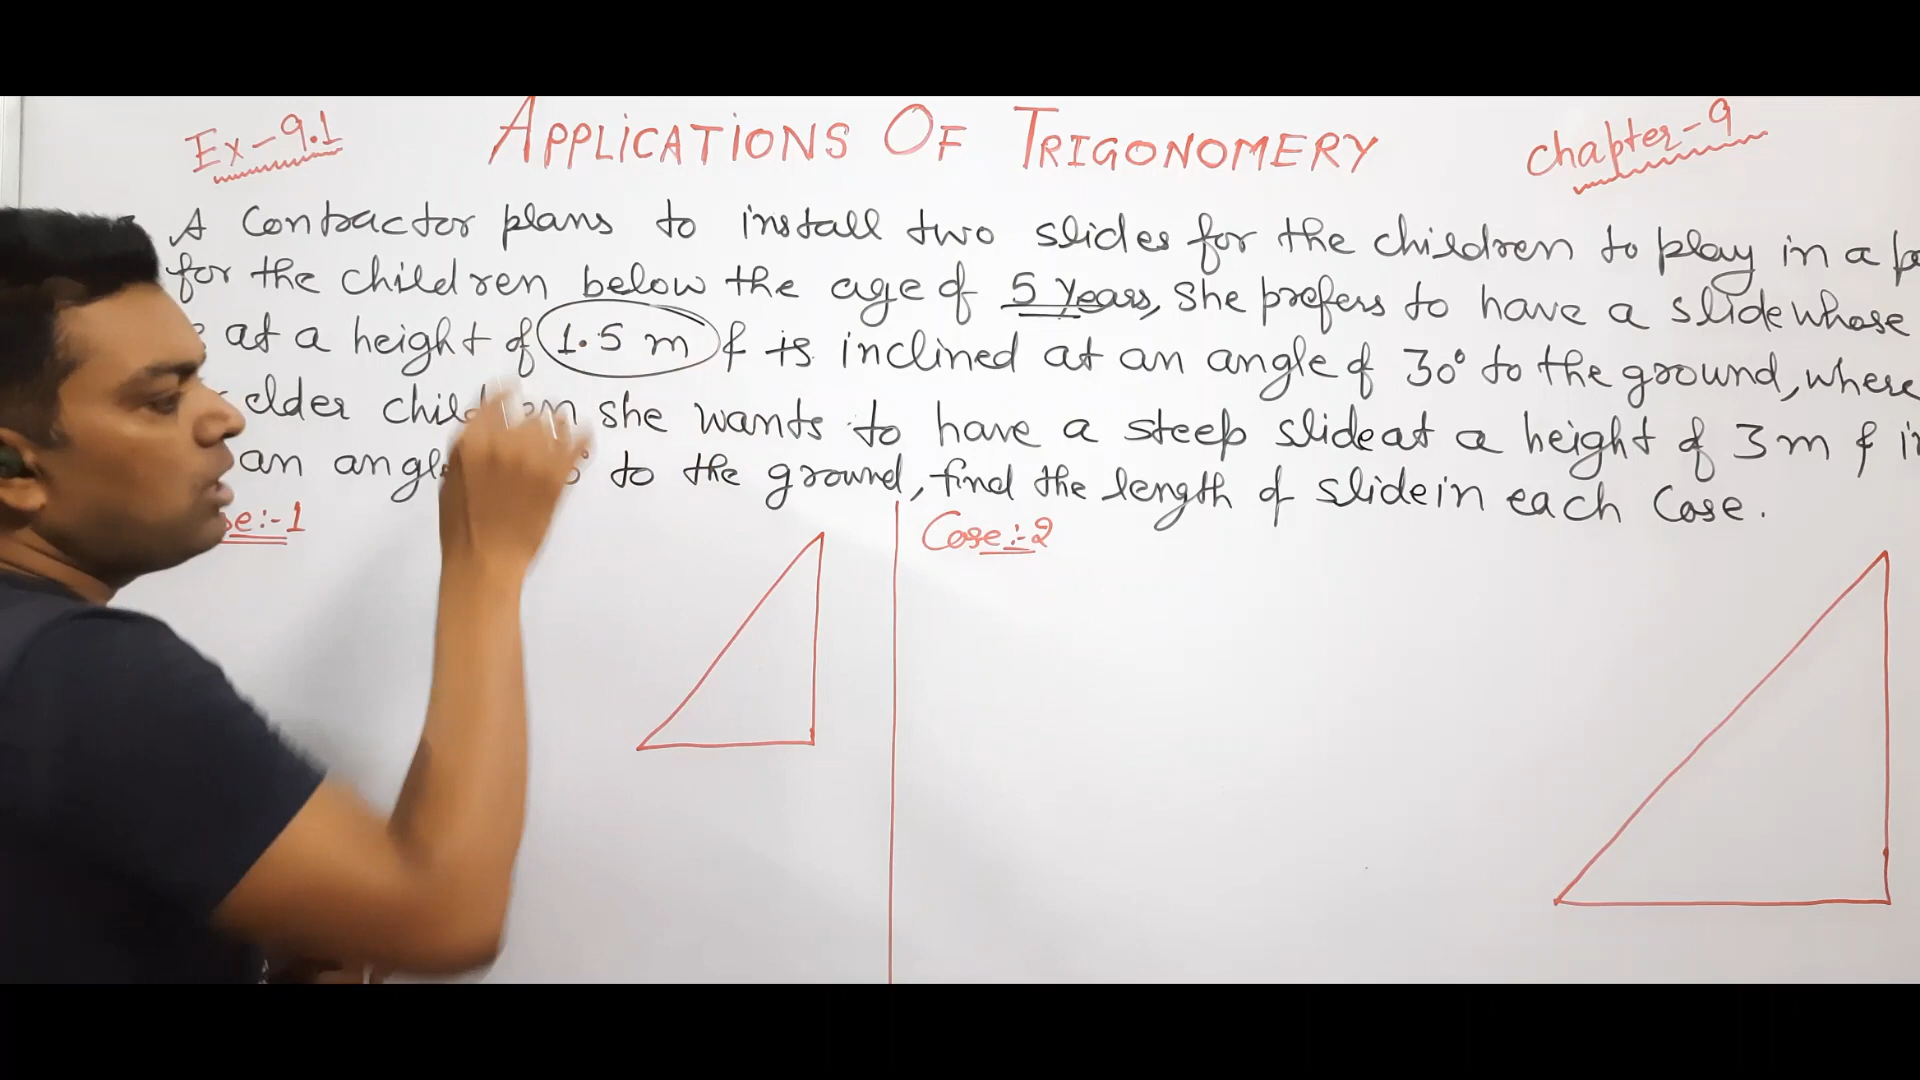 Ex-9.1 APPLiCATiONS OF TRIGONOMERY chapter-9
A Contractor plans to install two slides for the children to play in a
for the children below the age of 5 Years, She prefers to have a slide whose
at a height of 1.5 m & is inclined at an angle of 30° to the ground, where
elder children she wants to have a steep slide at a height of 3m &
an to the ground, find the length of slide in each Case.
:-1 Case:-2